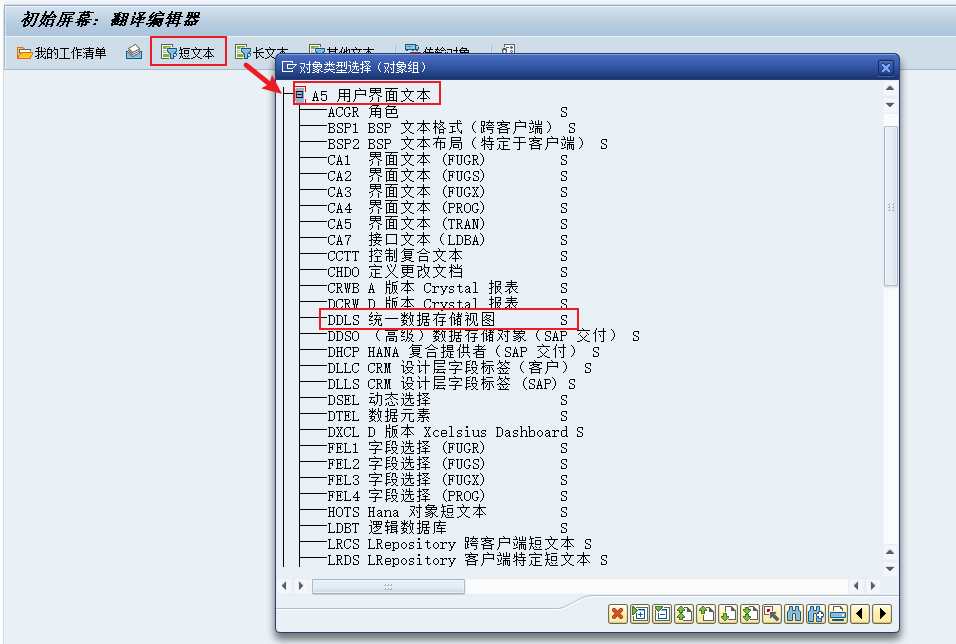 初始屏幕: 翻译编辑器
我的工作清单 短文本 长文本 其他文本 传输对象
对象类型选择（对象组）
A5 用户界面文本
ACGR 角色 S
BSP1 BSP 文本格式（跨客户端） S
BSP2 BSP 文本布局（特定于客户端） S
CA1 界面文本 (FUGR) S
CA2 界面文本 (FUGS) S
CA3 界面文本 (FUGX) S
CA4 界面文本 (PROG) S
CA5 界面文本 (TRAN) S
CA7 接口文本（LDBA) S
CCTT 控制复合文本 S
CHDO 定义更改文档 S
CRWB A 版本 Crystal 报表 S
DCRW D 版本 Crystal 报表 S
DDLS 统一数据存储视图 S
DDSO （高级）数据存储对象（SAP 交付） S
DHCP HANA 复合提供者（SAP 交付） S
DLLC CRM 设计层字段标签（客户） S
DLLS CRM 设计层字段标签 (SAP) S
DSEL 动态选择 S
DTEL 数据元素 S
DXCL D 版本 Xcelsius Dashboard S
FEL1 字段选择 (FUGR) S
FEL2 字段选择 (FUGS) S
FEL3 字段选择 (FUGX) S
FEL4 字段选择 (PROG) S
HOTS Hana 对象短文本 S
LDBT 逻辑数据库 S
LRCS LRepository 跨客户端短文本 S
LRDS LRepository 客户端特定短文本 S